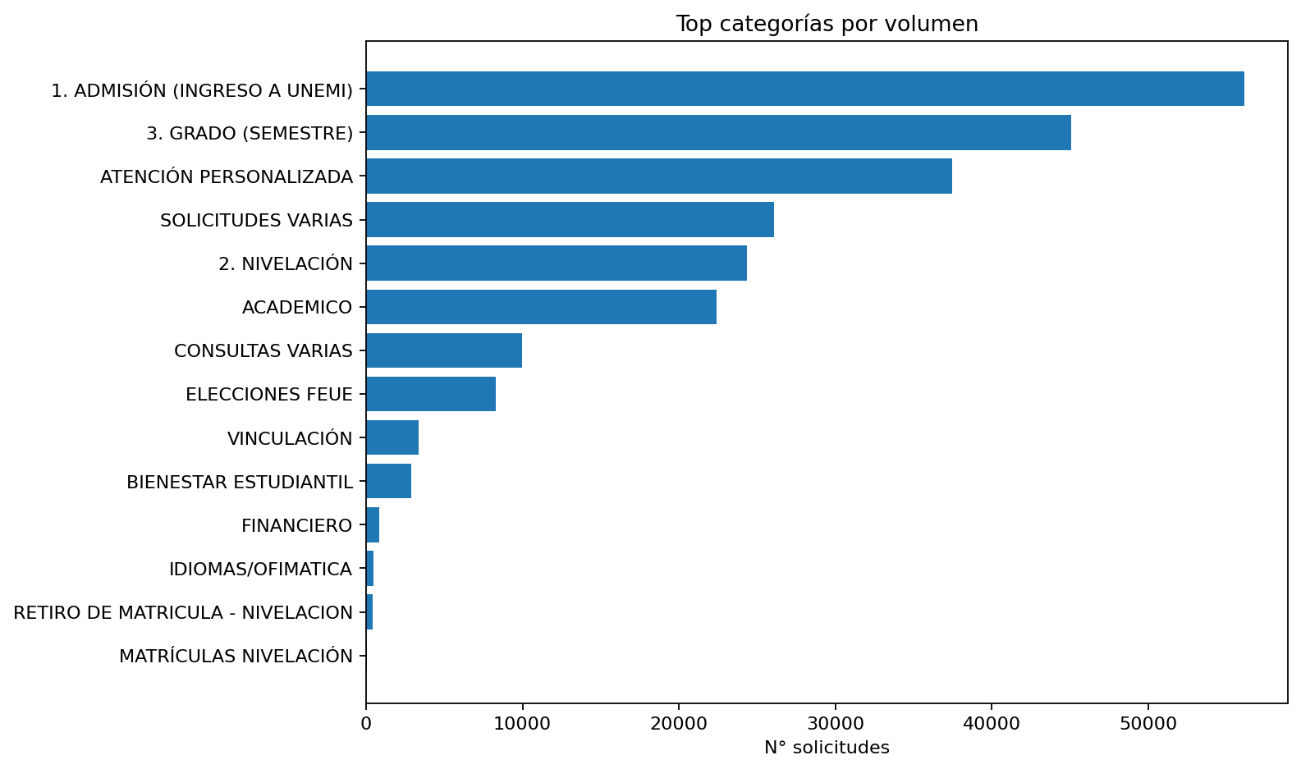 Top categorías por volumen
1. ADMISIÓN (INGRESO A UNEMI)
3. GRADO (SEMESTRE)
ATENCIÓN PERSONALIZADA
SOLICITUDES VARIAS
2. NIVELACIÓN
ACADEMICO
CONSULTAS VARIAS
ELECCIONES FEUE
VINCULACIÓN
BIENESTAR ESTUDIANTIL
FINANCIERO
IDIOMAS/OFIMATICA
RETIRO DE MATRICULA - NIVELACION
MATRÍCULAS NIVELACIÓN
0 10000 20000 30000 40000 50000
N° solicitudes